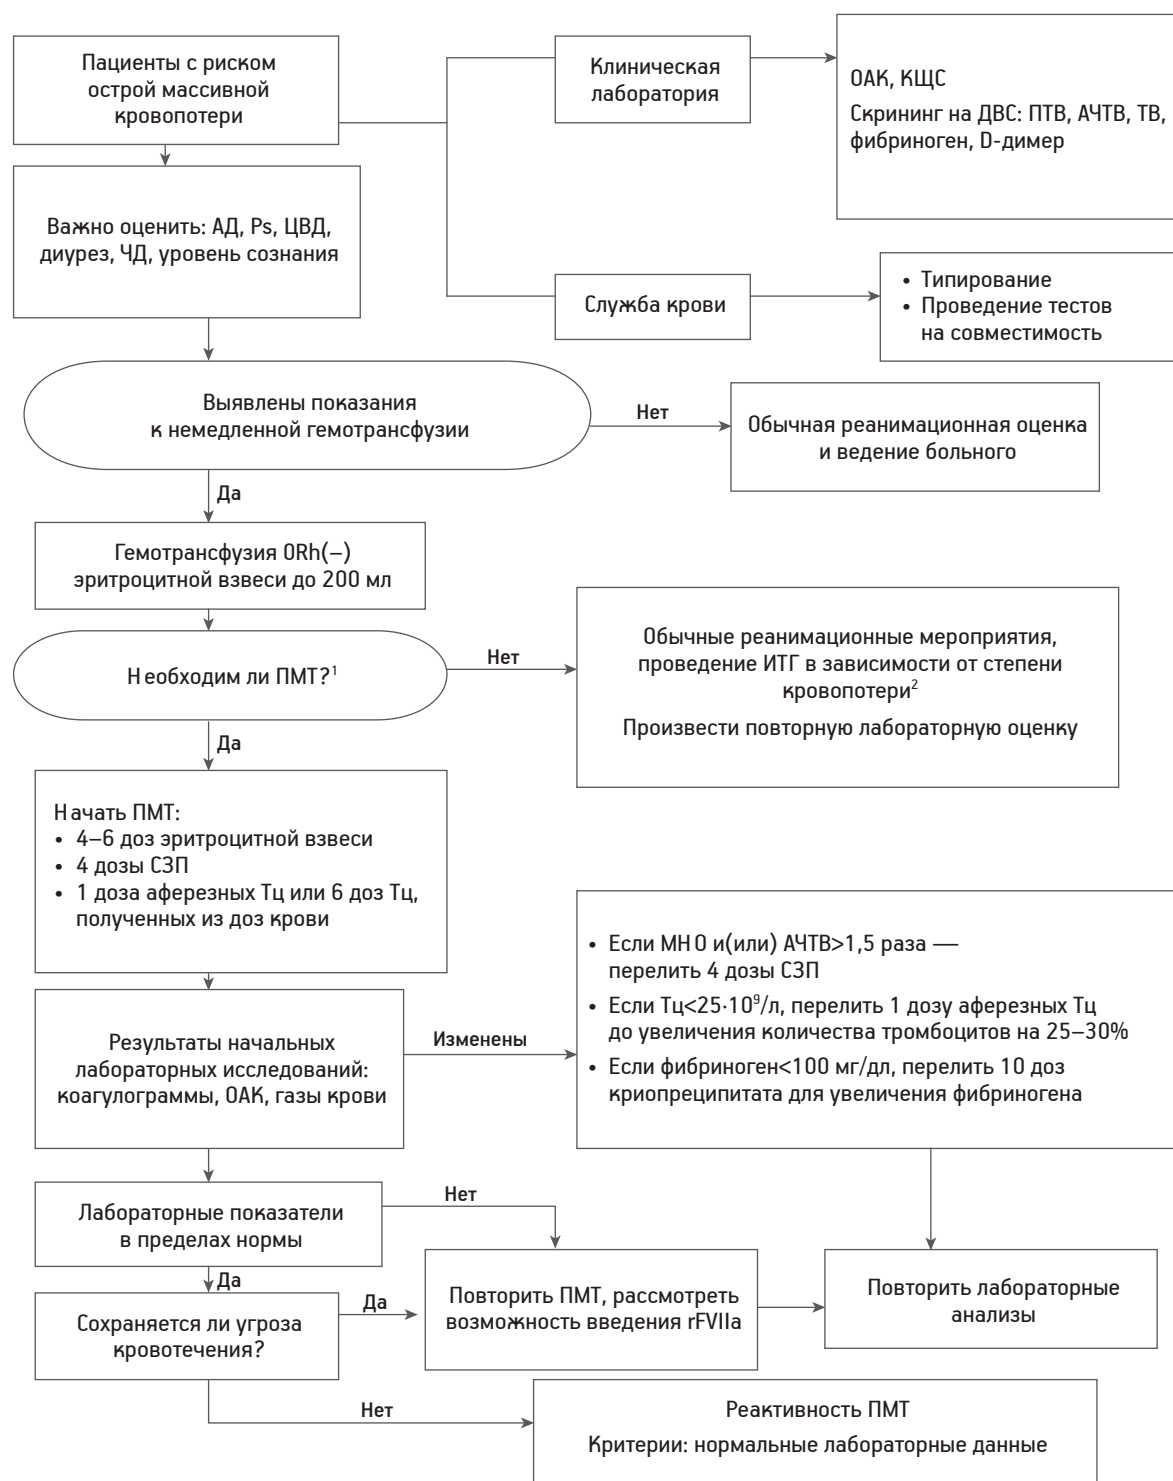 Пациенты с риском
острой массивной
кровопотери
Клиническая
лаборатория
ОАК, КЩС
Скрининг на ДВС: ПТВ, АЧТВ, ТВ,
фибриноген, D-димер
Важно оценить: АД, Ps, ЦВД,
диурез, ЧД, уровень сознания
Служба крови
• Типирование
• Проведение тестов
на совместимость
Выявлены показания
к немедленной гемотрансфузии
Нет
Обычная реанимационная оценка
и ведение больного
Да
Гемотрансфузия 0Rh(–)
эритроцитной взвеси до 200 мл
Необходим ли ПМТ?¹
Нет
Обычные реанимационные мероприятия,
проведение ИТГ в зависимости от степени
кровопотери²
Произвести повторную лабораторную оценку
Да
Начать ПМТ:
• 4–6 доз эритроцитной взвеси
• 4 дозы СЗП
• 1 доза аферезных Тц или 6 доз Тц,
полученных из доз крови
• Если МНО и(или) АЧТВ>1,5 раза —
перелить 4 дозы СЗП
• Если Тц<25·10⁹/л, перелить 1 дозу аферезных Тц
до увеличения количества тромбоцитов на 25–30%
• Если фибриноген<100 мг/дл, перелить 10 доз
криопреципитата для увеличения фибриногена
Результаты начальных
лабораторных исследований:
коагулограммы, ОАК, газы крови
Изменены
Лабораторные показатели
в пределах нормы
Нет
Да
Сохраняется ли угроза
кровотечения?
Да
Повторить ПМТ, рассмотреть
возможность введения rFVIIa
Повторить лабораторные
анализы
Нет
Реактивность ПМТ
Критерии: нормальные лабораторные данные